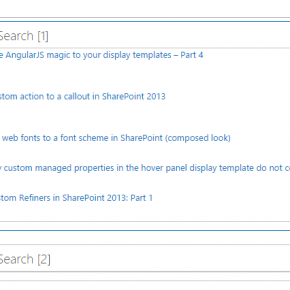 Search [1]
e AngularJS magic to your display templates – Part 4
stom action to a callout in SharePoint 2013
web fonts to a font scheme in SharePoint (composed look)
custom managed properties in the hover panel display template do not c
stom Refiners in SharePoint 2013: Part 1
Search [2]